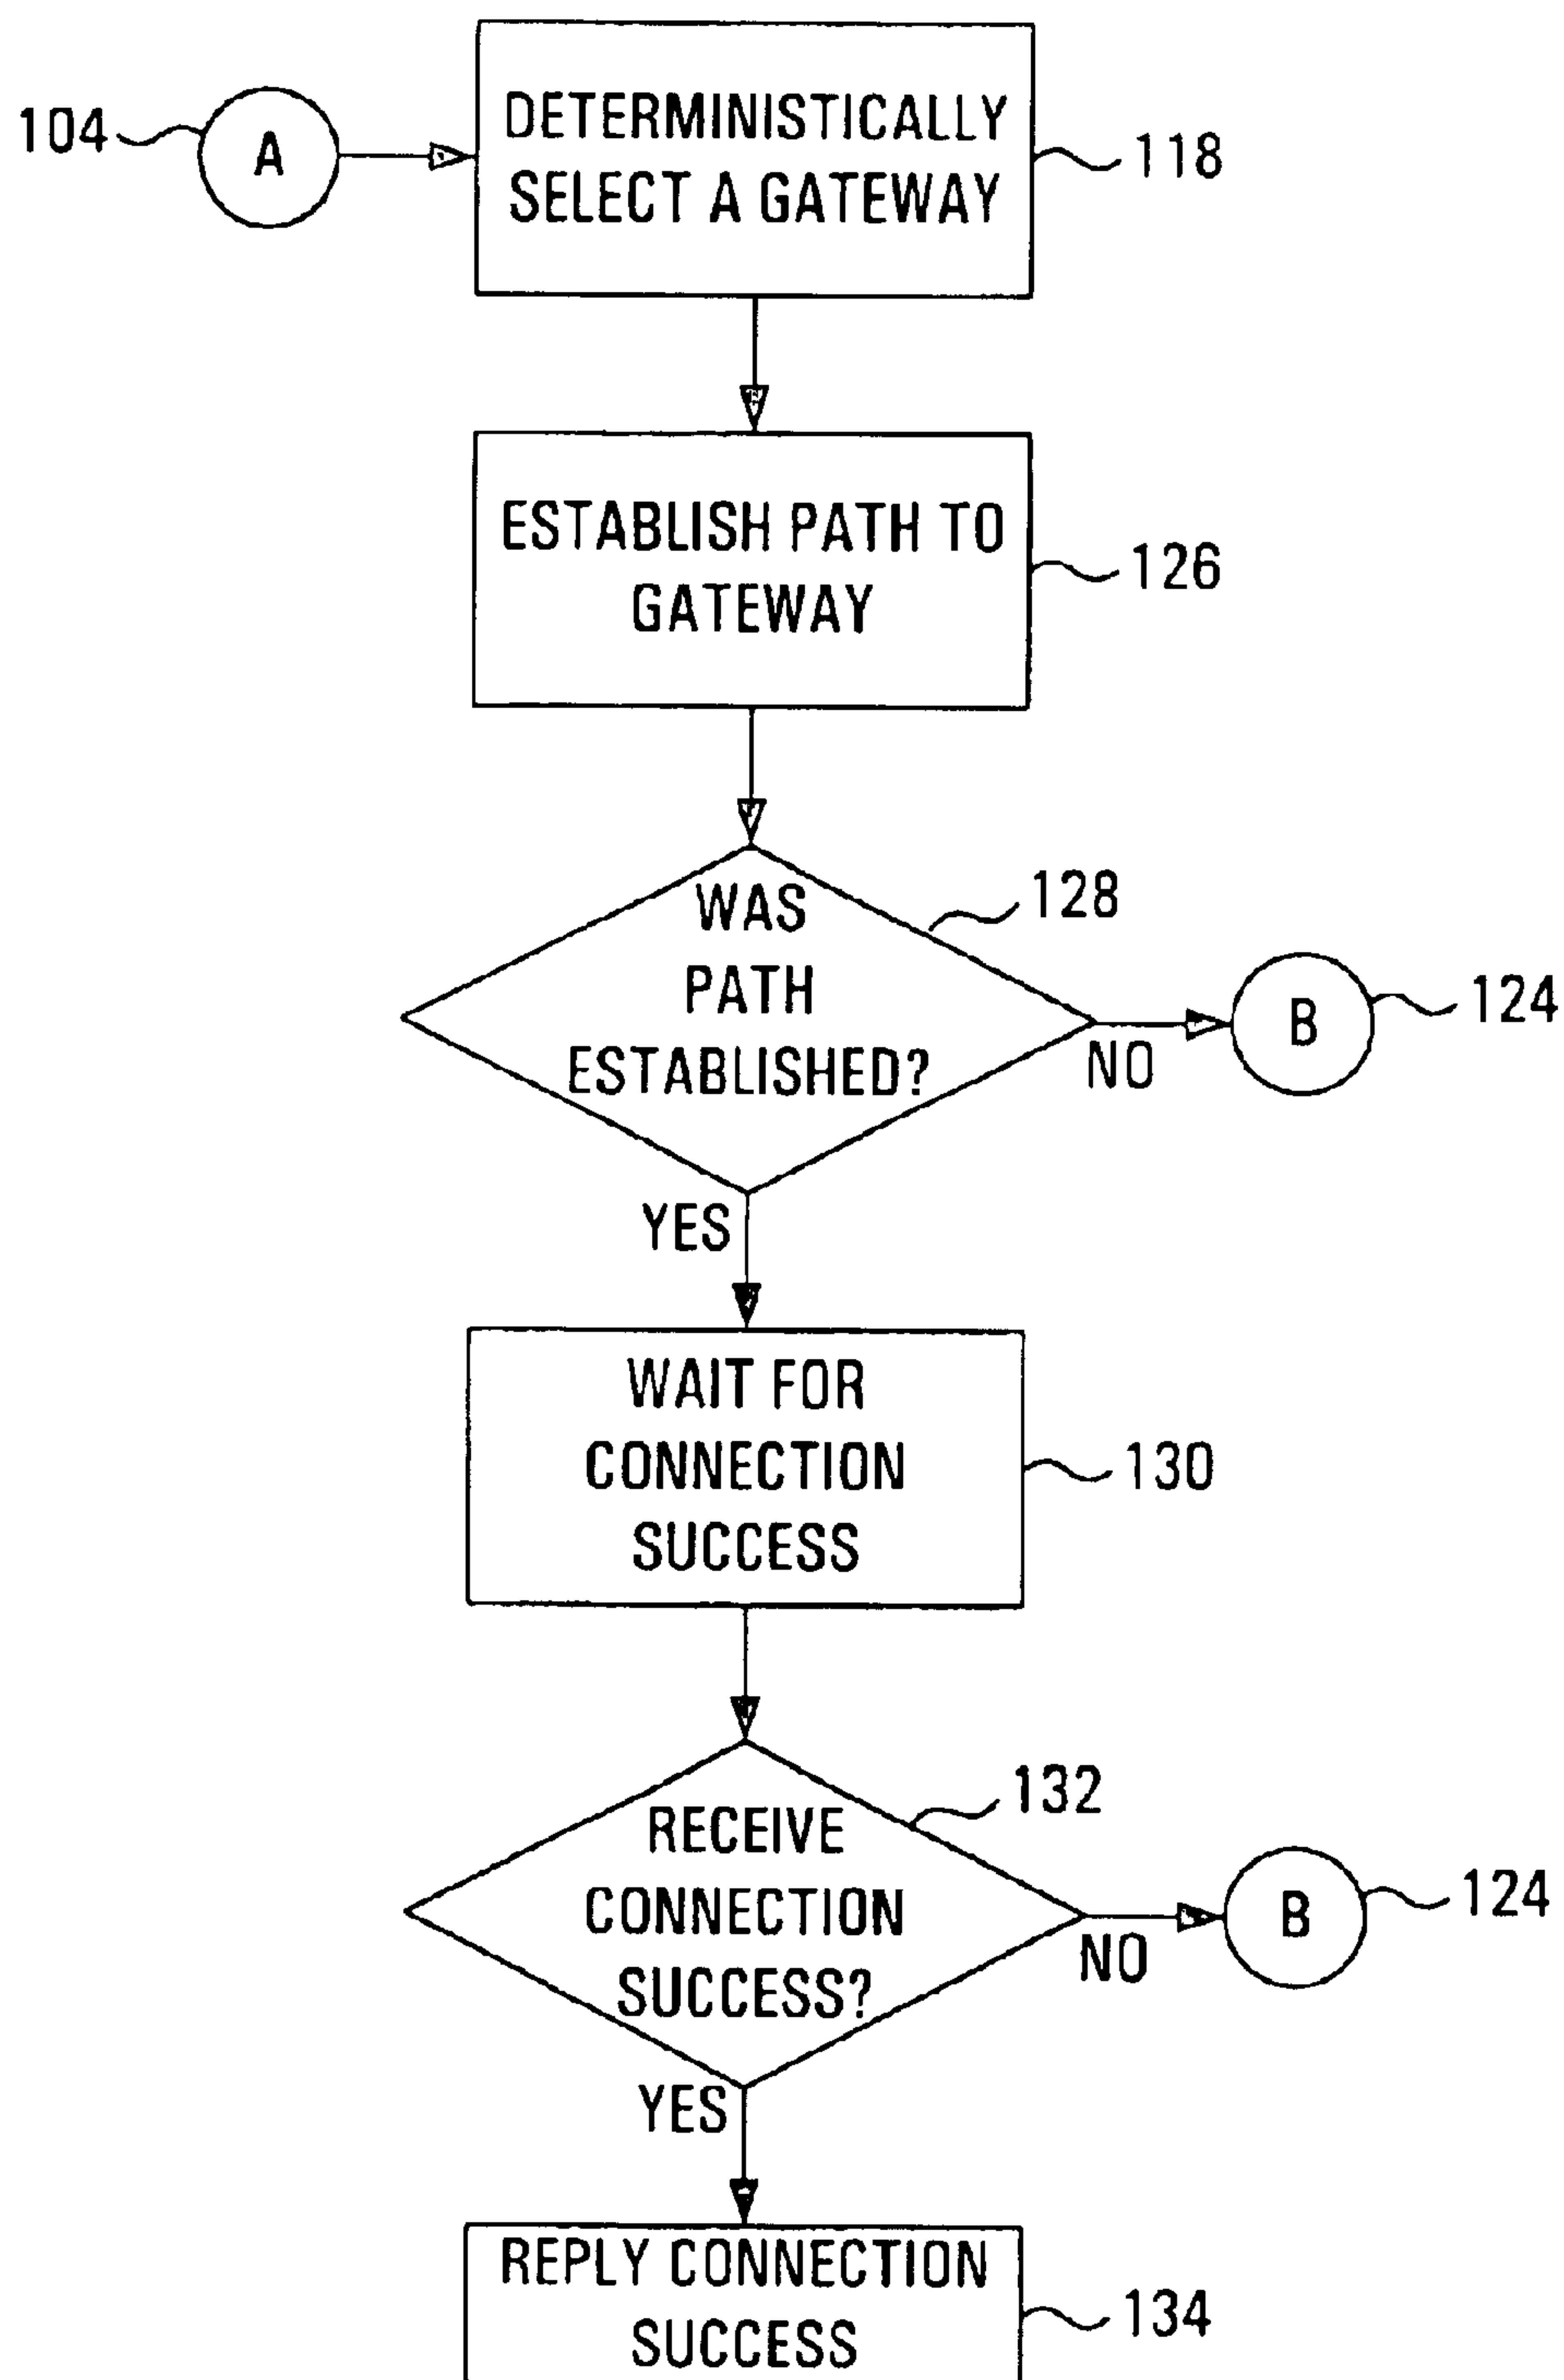 104
A
DETERMINISTICALLY
SELECT A GATEWAY
118
ESTABLISH PATH TO
GATEWAY
126
WAS
PATH
ESTABLISHED?
128
NO
B
124
YES
WAIT FOR
CONNECTION
SUCCESS
130
RECEIVE
CONNECTION
SUCCESS?
132
NO
B
124
YES
REPLY CONNECTION
SUCCESS
134